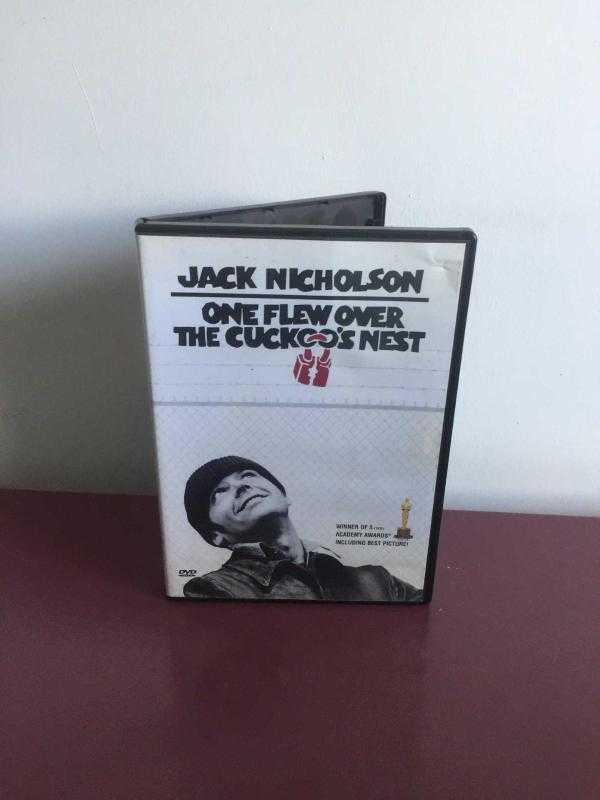 JACK NICHOLSON
ONE FLEW OVER
THE CUCKOO'S NEST
WINNER OF 5
ACADEMY AWARDS®
INCLUDING BEST PICTURE!
DVD